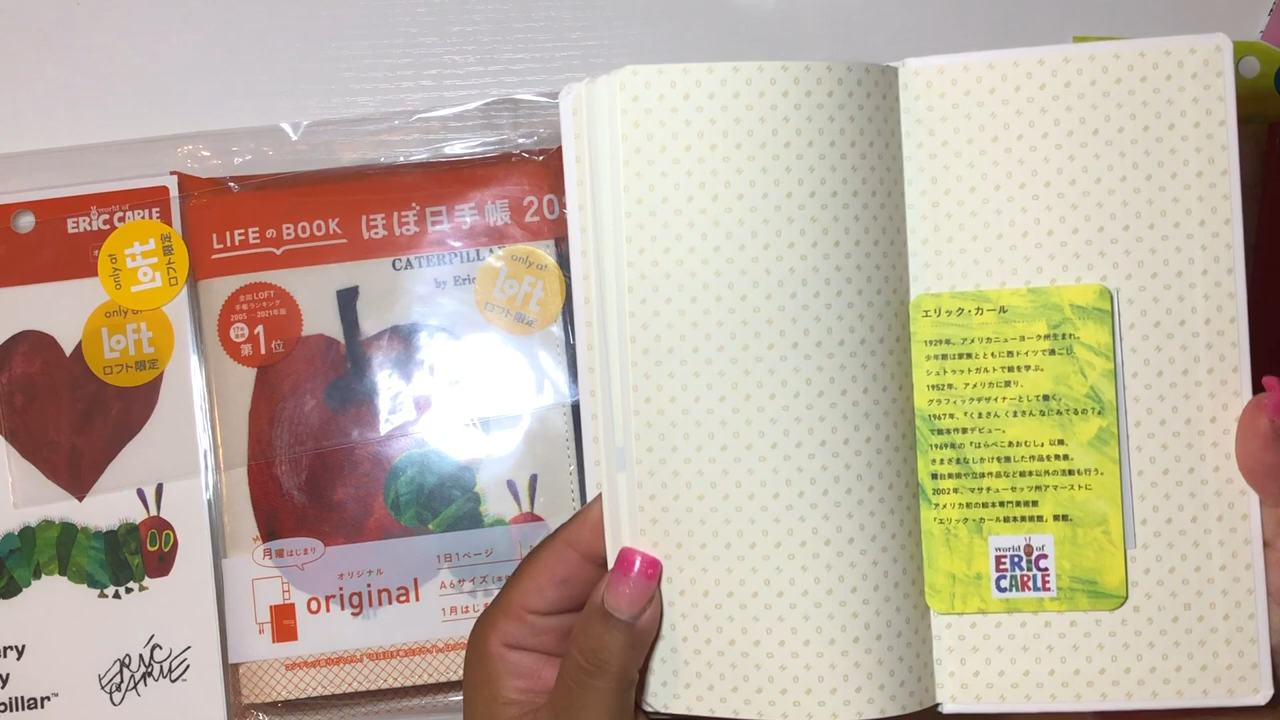 world of
ERIC CARLE
only at
LOFT
ロフト限定
only at
LOFT
ロフト限定
ERIC
CARLE
LIFEのBOOK ほぼ日手帳 20
CATERPILLA
by Eric
only at
LOFT
ロフト限定
全国LOFT
手帳ランキング
2005〜2021年版
第1位
月曜はじまり
オリジナル
original
1日1ページ
A6サイズ
1月はじま
エリック・カール
1929年、アメリカニューヨーク州生まれ。
少年期は家族とともに西ドイツで過ごし、
シュトゥットガルトで絵を学ぶ。
1952年、アメリカに戻り、
グラフィックデザイナーとして働く。
1967年、『くまさん くまさん なにみてるの？』
で絵本作家デビュー。
1969年の『はらぺこあおむし』以降、
さまざまなしかけを施した作品を発表。
舞台美術や立体作品など絵本以外の活動も行う。
2002年、マサチューセッツ州アマーストに
アメリカ初の絵本専門美術館
「エリック・カール絵本美術館」開館。
world of
ERIC
CARLE